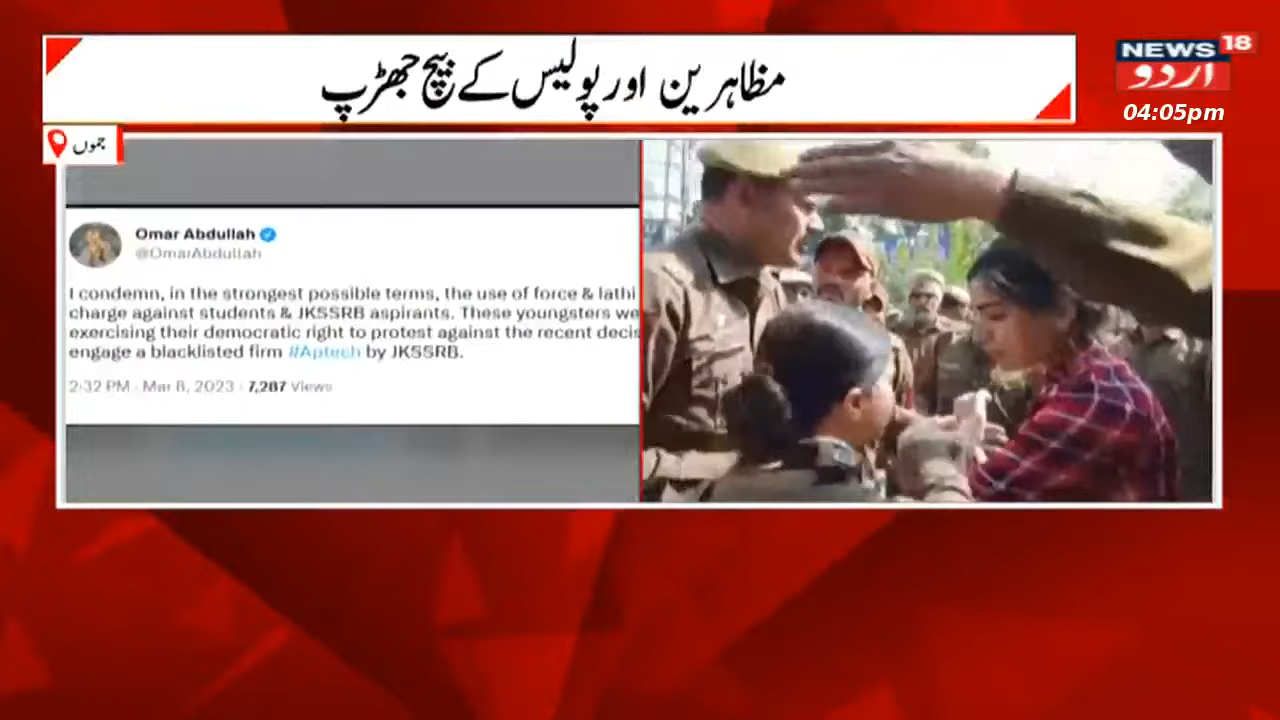 مظاہرین اور پولیس کے بیچ جھڑپ
NEWS 18
اردو
04:05pm
جموں
Omar Abdullah
@OmarAbdullah
I condemn, in the strongest possible terms, the use of force & lathi
charge against students & JKSSRB aspirants. These youngsters we
exercising their democratic right to protest against the recent decis
engage a blacklisted firm #Aptech by JKSSRB.
2:32 PM · Mar 8, 2023 · 7,287 Views